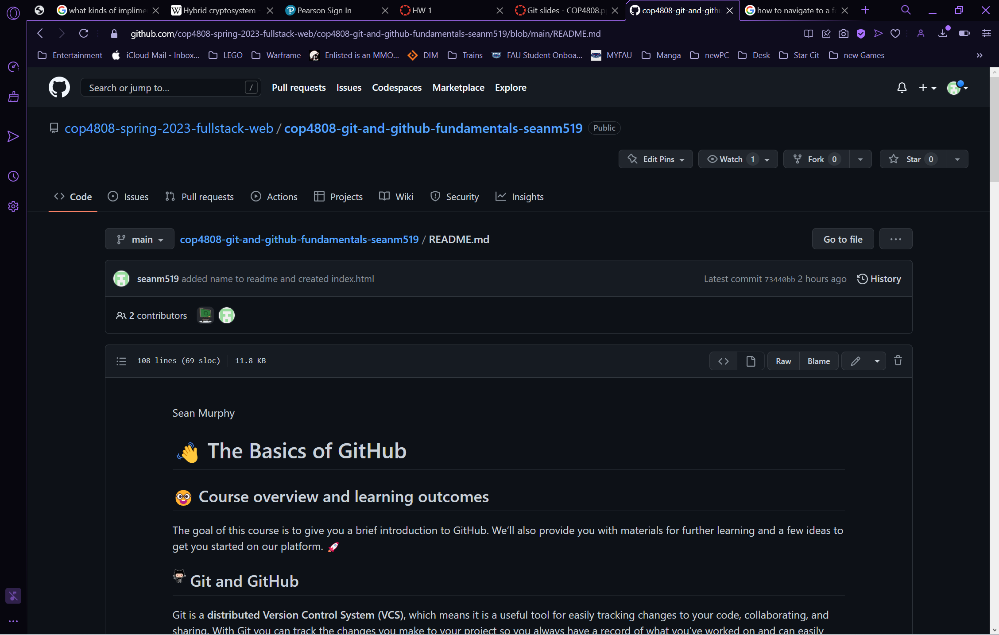 what kinds of implime
Hybrid cryptosystem -
Pearson Sign In
HW 1
Git slides - COP4808.p
cop4808-git-and-githu
how to navigate to a f
github.com/cop4808-spring-2023-fullstack-web/cop4808-git-and-github-fundamentals-seanm519/blob/main/README.md
Entertainment iCloud Mail - Inbox... LEGO Warframe Enlisted is an MMO... DIM Trains FAU Student Onboa... MYFAU Manga newPC Desk Star Cit new Games
Search or jump to... / Pull requests Issues Codespaces Marketplace Explore
cop4808-spring-2023-fullstack-web / cop4808-git-and-github-fundamentals-seanm519 Public
Edit Pins Watch 1 Fork 0 Star 0
Code Issues Pull requests Actions Projects Wiki Security Insights
main cop4808-git-and-github-fundamentals-seanm519 / README.md Go to file ...
seanm519 added name to readme and created index.html Latest commit 73440bb 2 hours ago History
2 contributors
108 lines (69 sloc) 11.8 KB Raw Blame
Sean Murphy
👋 The Basics of GitHub
🤓 Course overview and learning outcomes
The goal of this course is to give you a brief introduction to GitHub. We’ll also provide you with materials for further learning and a few ideas to
get you started on our platform. 🚀
Git and GitHub
Git is a distributed Version Control System (VCS), which means it is a useful tool for easily tracking changes to your code, collaborating, and
sharing. With Git you can track the changes you make to your project so you always have a record of what you’ve worked on and can easily